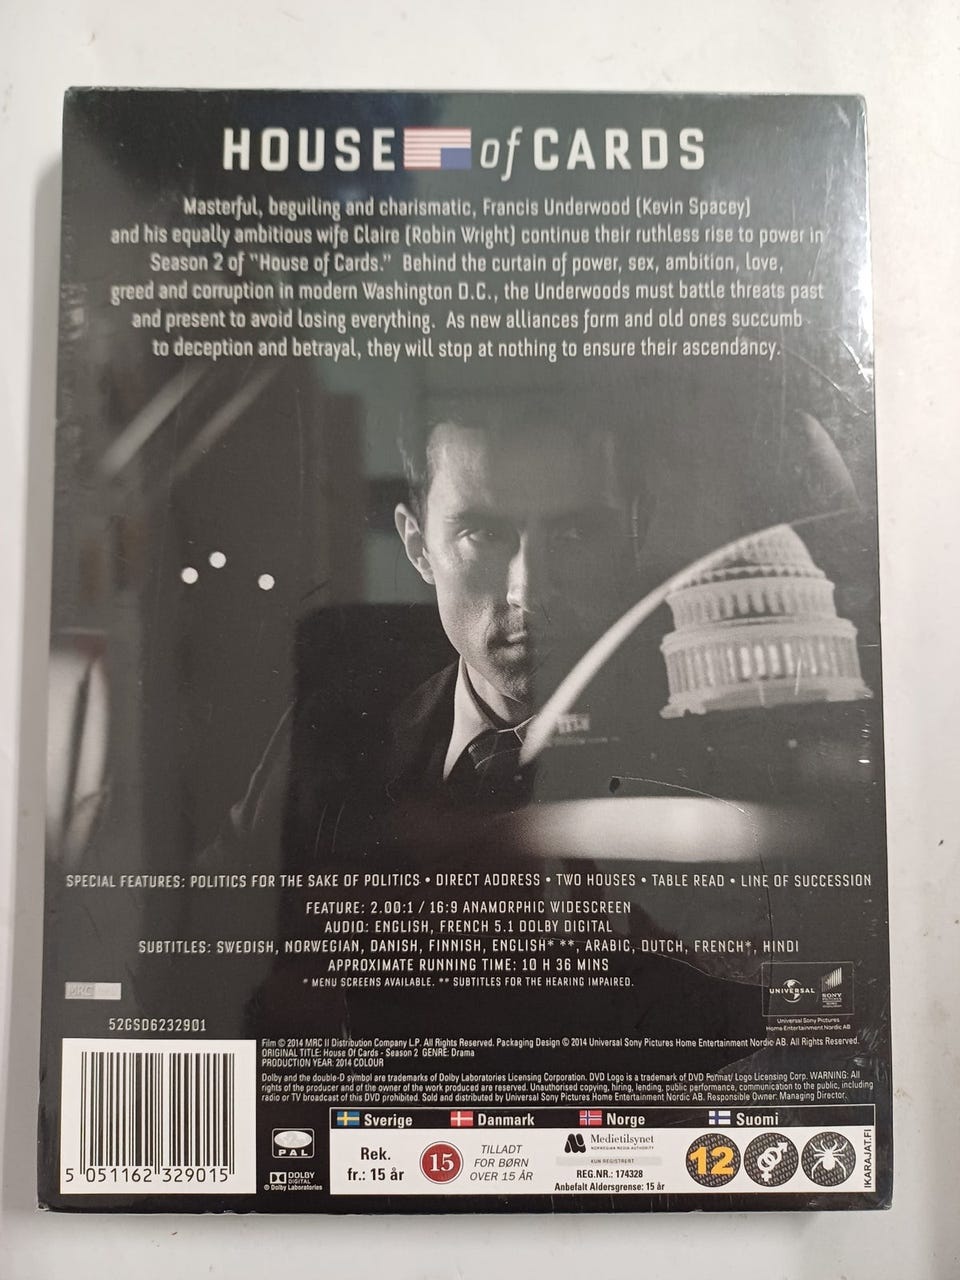 HOUSE of CARDS
Masterful, beguiling and charismatic, Francis Underwood (Kevin Spacey)
and his equally ambitious wife Claire (Robin Wright) continue their ruthless rise to power in
Season 2 of "House of Cards." Behind the curtain of power, sex, ambition, love,
greed and corruption in modern Washington D.C., the Underwoods must battle threats past
and present to avoid losing everything. As new alliances form and old ones succumb
to deception and betrayal, they will stop at nothing to ensure their ascendancy.
SPECIAL FEATURES: POLITICS FOR THE SAKE OF POLITICS • DIRECT ADDRESS • TWO HOUSES • TABLE READ • LINE OF SUCCESSION
FEATURE: 2.00:1 / 16:9 ANAMORPHIC WIDESCREEN
AUDIO: ENGLISH, FRENCH 5.1 DOLBY DIGITAL
SUBTITLES: SWEDISH, NORWEGIAN, DANISH, FINNISH, ENGLISH* **, ARABIC, DUTCH, FRENCH*, HINDI
APPROXIMATE RUNNING TIME: 10 H 36 MINS
* MENU SCREENS AVAILABLE. ** SUBTITLES FOR THE HEARING IMPAIRED.
MRC
UNIVERSAL
SONY
Universal Sony Pictures
Home Entertainment Nordic AB
52GSD6232901
Film © 2014 MRC II Distribution Company L.P. All Rights Reserved. Packaging Design © 2014 Universal Sony Pictures Home Entertainment Nordic AB. All Rights Reserved.
ORIGINAL TITLE: House Of Cards - Season 2 GENRE: Drama
PRODUCTION YEAR: 2014 COLOUR
Dolby and the double-D symbol are trademarks of Dolby Laboratories Licensing Corporation. DVD Logo is a trademark of DVD Format/ Logo Licensing Corp. WARNING: All
rights of the producer and of the owner of the work produced are reserved. Unauthorised copying, hiring, lending, public performance, communication to the public, including
radio or TV broadcast of this DVD prohibited. Sold and distributed by Universal Sony Pictures Home Entertainment Nordic AB. Responsible Owner: Managing Director.
5 051162 329015
PAL
DOLBY
DIGITAL
© Dolby Laboratories
Sverige
Danmark
Norge
Suomi
Rek.
fr.: 15 år
15
TILLADT
FOR BØRN
OVER 15 ÅR
Medietilsynet
NORWEGIAN MEDIA AUTHORITY
KUN REGISTRERT
REG.NR.: 174328
Anbefalt Aldersgrense: 15 år
12
IKARAJAT.FI